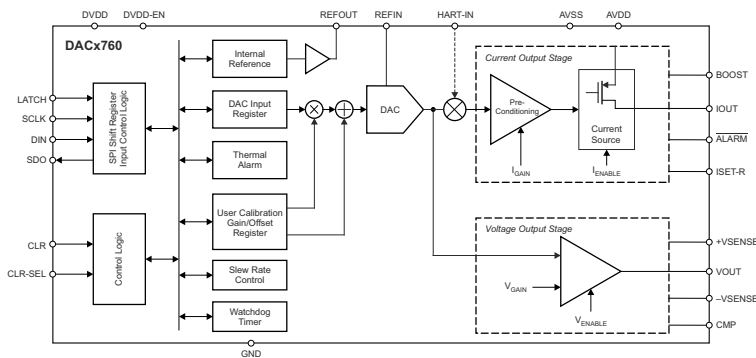 DVDD
DVDD-EN
REFOUT
REFIN
HART-IN
AVSS
AVDD
DACx760
LATCH
SCLK
DIN
SDO
CLR
CLR-SEL
SPI Shift Register
Input Control Logic
Control Logic
Internal
Reference
DAC Input
Register
Thermal
Alarm
User Calibration
Gain/Offset
Register
Slew Rate
Control
Watchdog
Timer
DAC
Current Output Stage
Pre-
Conditioning
Current
Source
IGAIN
IENABLE
Voltage Output Stage
VGAIN
VENABLE
BOOST
IOUT
ALARM
ISET-R
+VSENSE
VOUT
–VSENSE
CMP
GND